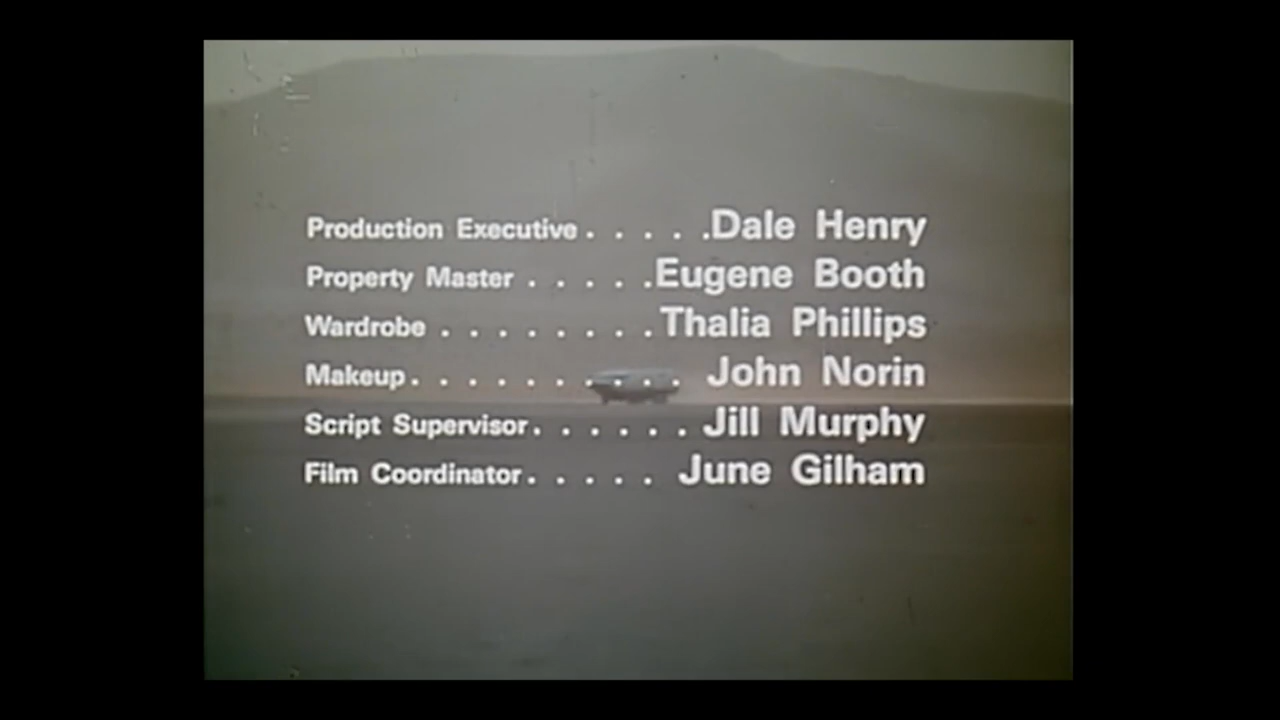 Production Executive . . . . . Dale Henry
Property Master . . . . . Eugene Booth
Wardrobe . . . . . . . . Thalia Phillips
Makeup . . . . . . . . . . John Norin
Script Supervisor . . . . . . Jill Murphy
Film Coordinator . . . . . June Gilham